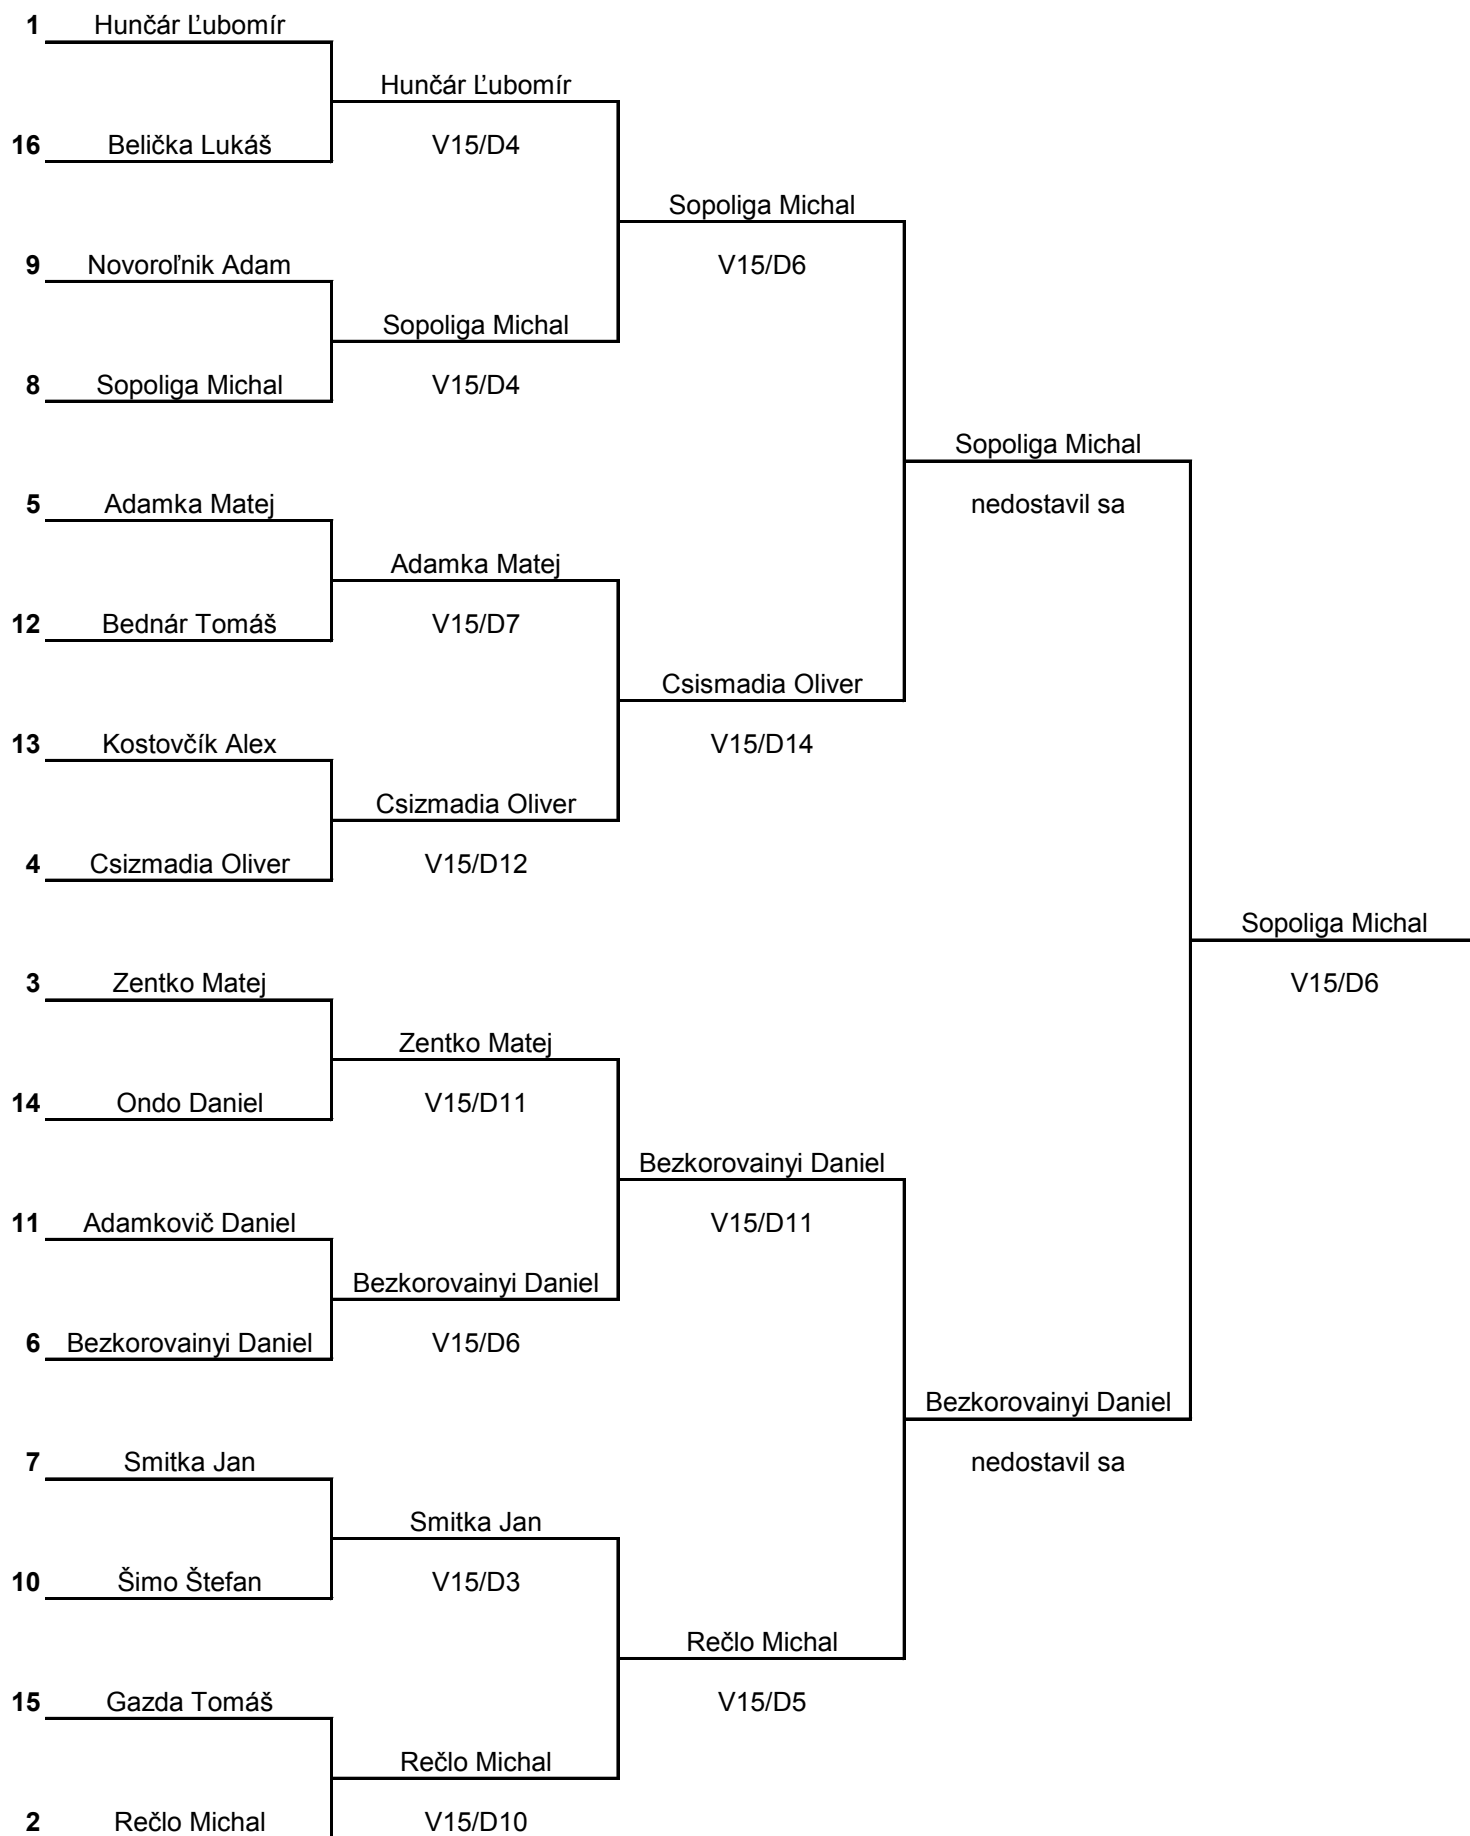 1 Hunčár Ľubomír
Hunčár Ľubomír
16 Belička Lukáš V15/D4
Sopoliga Michal
9 Novoroľnik Adam V15/D6
Sopoliga Michal
8 Sopoliga Michal V15/D4
Sopoliga Michal
5 Adamka Matej nedostavil sa
Adamka Matej
12 Bednár Tomáš V15/D7
Csismadia Oliver
13 Kostovčík Alex V15/D14
Csizmadia Oliver
4 Csizmadia Oliver V15/D12
Sopoliga Michal
3 Zentko Matej V15/D6
Zentko Matej
14 Ondo Daniel V15/D11
Bezkorovainyi Daniel
11 Adamkovič Daniel V15/D11
Bezkorovainyi Daniel
6 Bezkorovainyi Daniel V15/D6
Bezkorovainyi Daniel
7 Smitka Jan nedostavil sa
Smitka Jan
10 Šimo Štefan V15/D3
Rečlo Michal
15 Gazda Tomáš V15/D5
Rečlo Michal
2 Rečlo Michal V15/D10